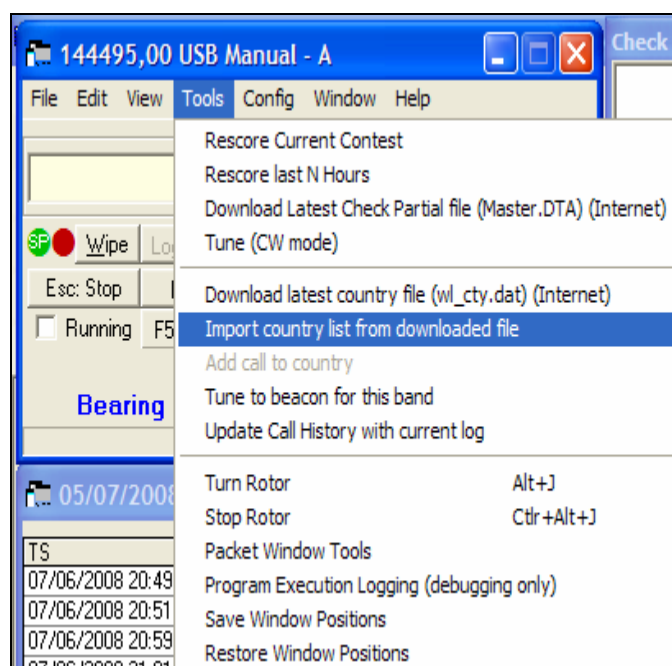 144495,00 USB Manual - A
Check
File Edit View Tools Config Window Help
Rescore Current Contest
Rescore last N Hours
Download Latest Check Partial file (Master.DTA) (Internet)
Tune (CW mode)
Download latest country file (wl_cty.dat) (Internet)
Import country list from downloaded file
Add call to country
Tune to beacon for this band
Update Call History with current log
Turn Rotor Alt+J
Stop Rotor Ctlr+Alt+J
Packet Window Tools
Program Execution Logging (debugging only)
Save Window Positions
Restore Window Positions
SP Wipe
Esc: Stop
Running F5
Bearing
05/07/2008
TS
07/06/2008 20:49
07/06/2008 20:51
07/06/2008 20:59